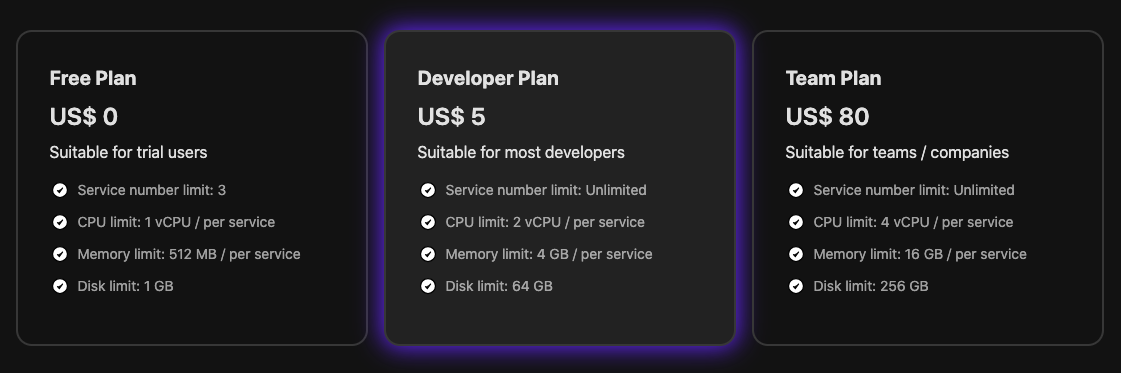 Free Plan
US$ 0
Suitable for trial users
Service number limit: 3
CPU limit: 1 vCPU / per service
Memory limit: 512 MB / per service
Disk limit: 1 GB
Developer Plan
US$ 5
Suitable for most developers
Service number limit: Unlimited
CPU limit: 2 vCPU / per service
Memory limit: 4 GB / per service
Disk limit: 64 GB
Team Plan
US$ 80
Suitable for teams / companies
Service number limit: Unlimited
CPU limit: 4 vCPU / per service
Memory limit: 16 GB / per service
Disk limit: 256 GB